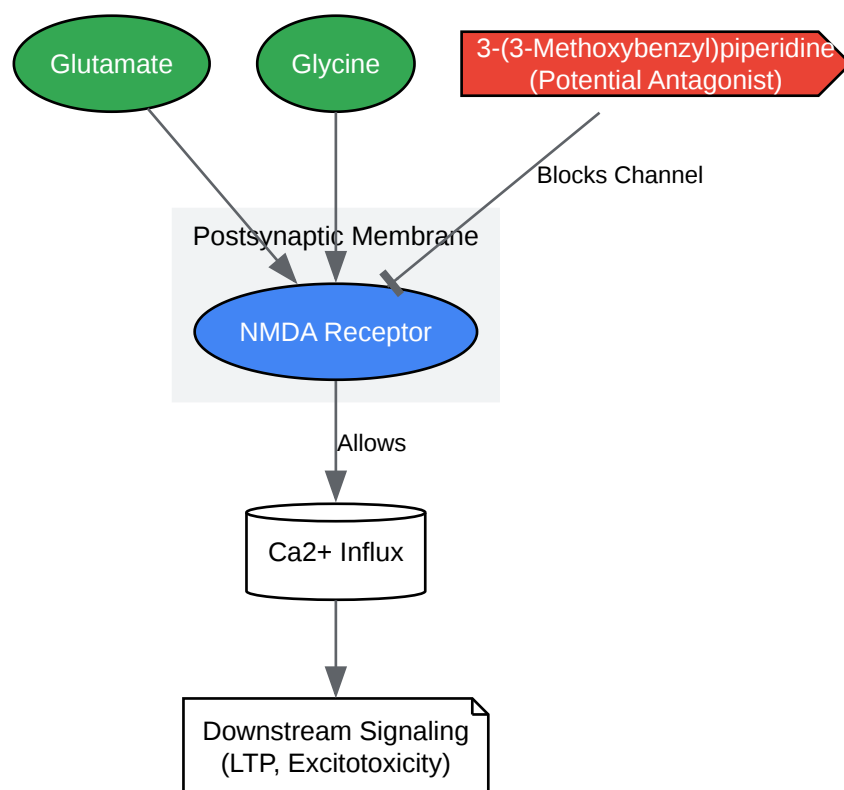 Glutamate
Glycine
3-(3-Methoxybenzyl)piperidine
(Potential Antagonist)
Blocks Channel
Postsynaptic Membrane
NMDA Receptor
Allows
Ca2+ Influx
Downstream Signaling
(LTP, Excitotoxicity)